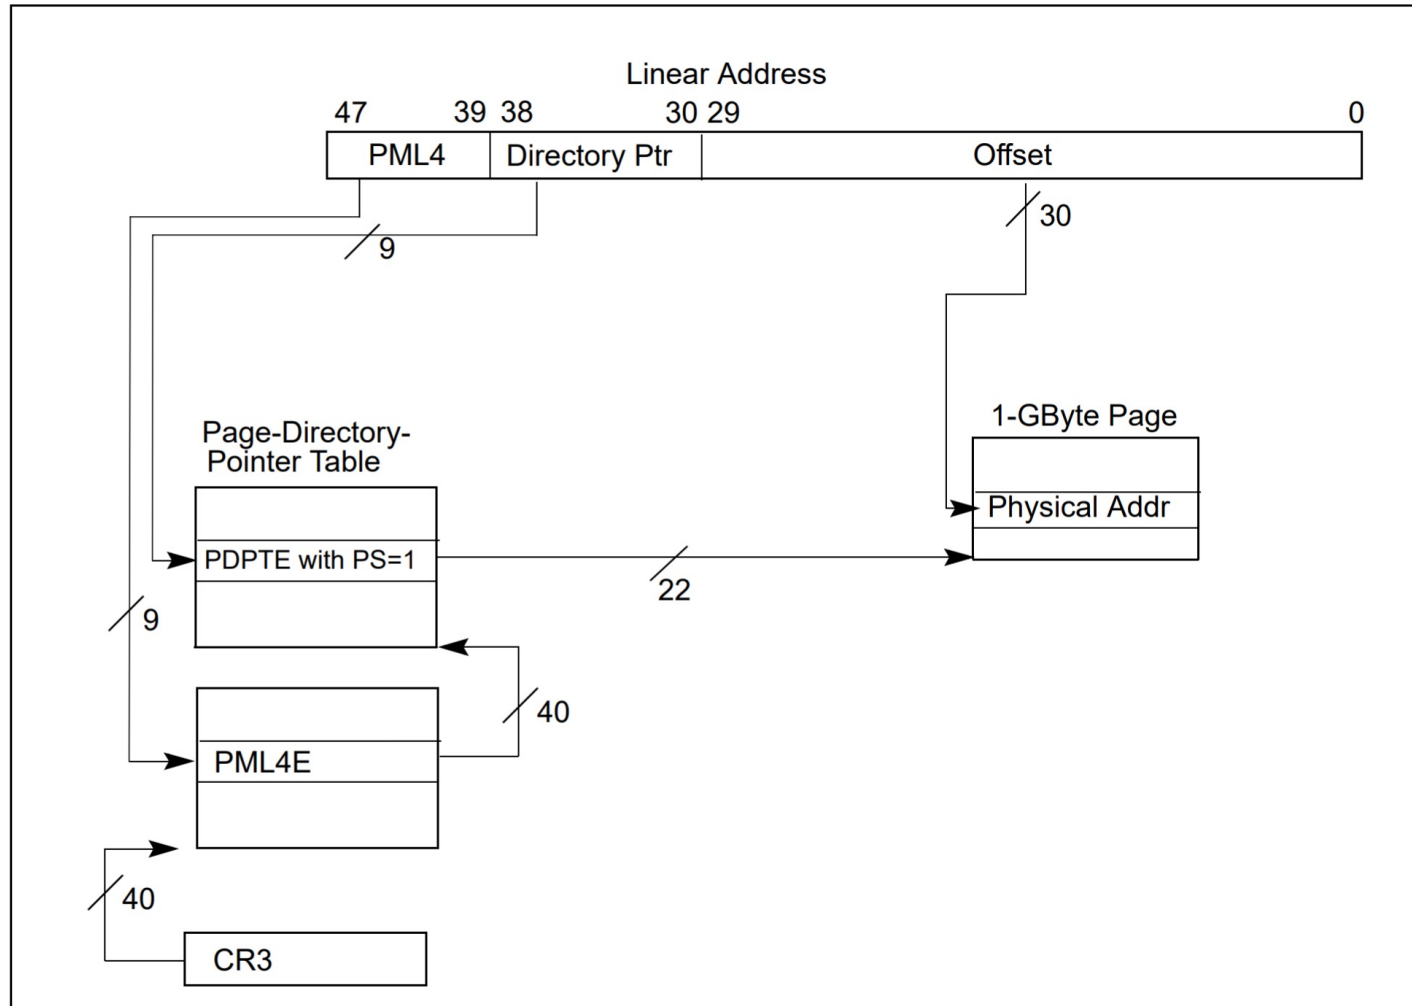 Linear Address
47 39 38 30 29 0
PML4 Directory Ptr Offset
30
9
1-GByte Page
Page-Directory-
Pointer Table
Physical Addr
PDPTE with PS=1
22
9
40
PML4E
40
CR3